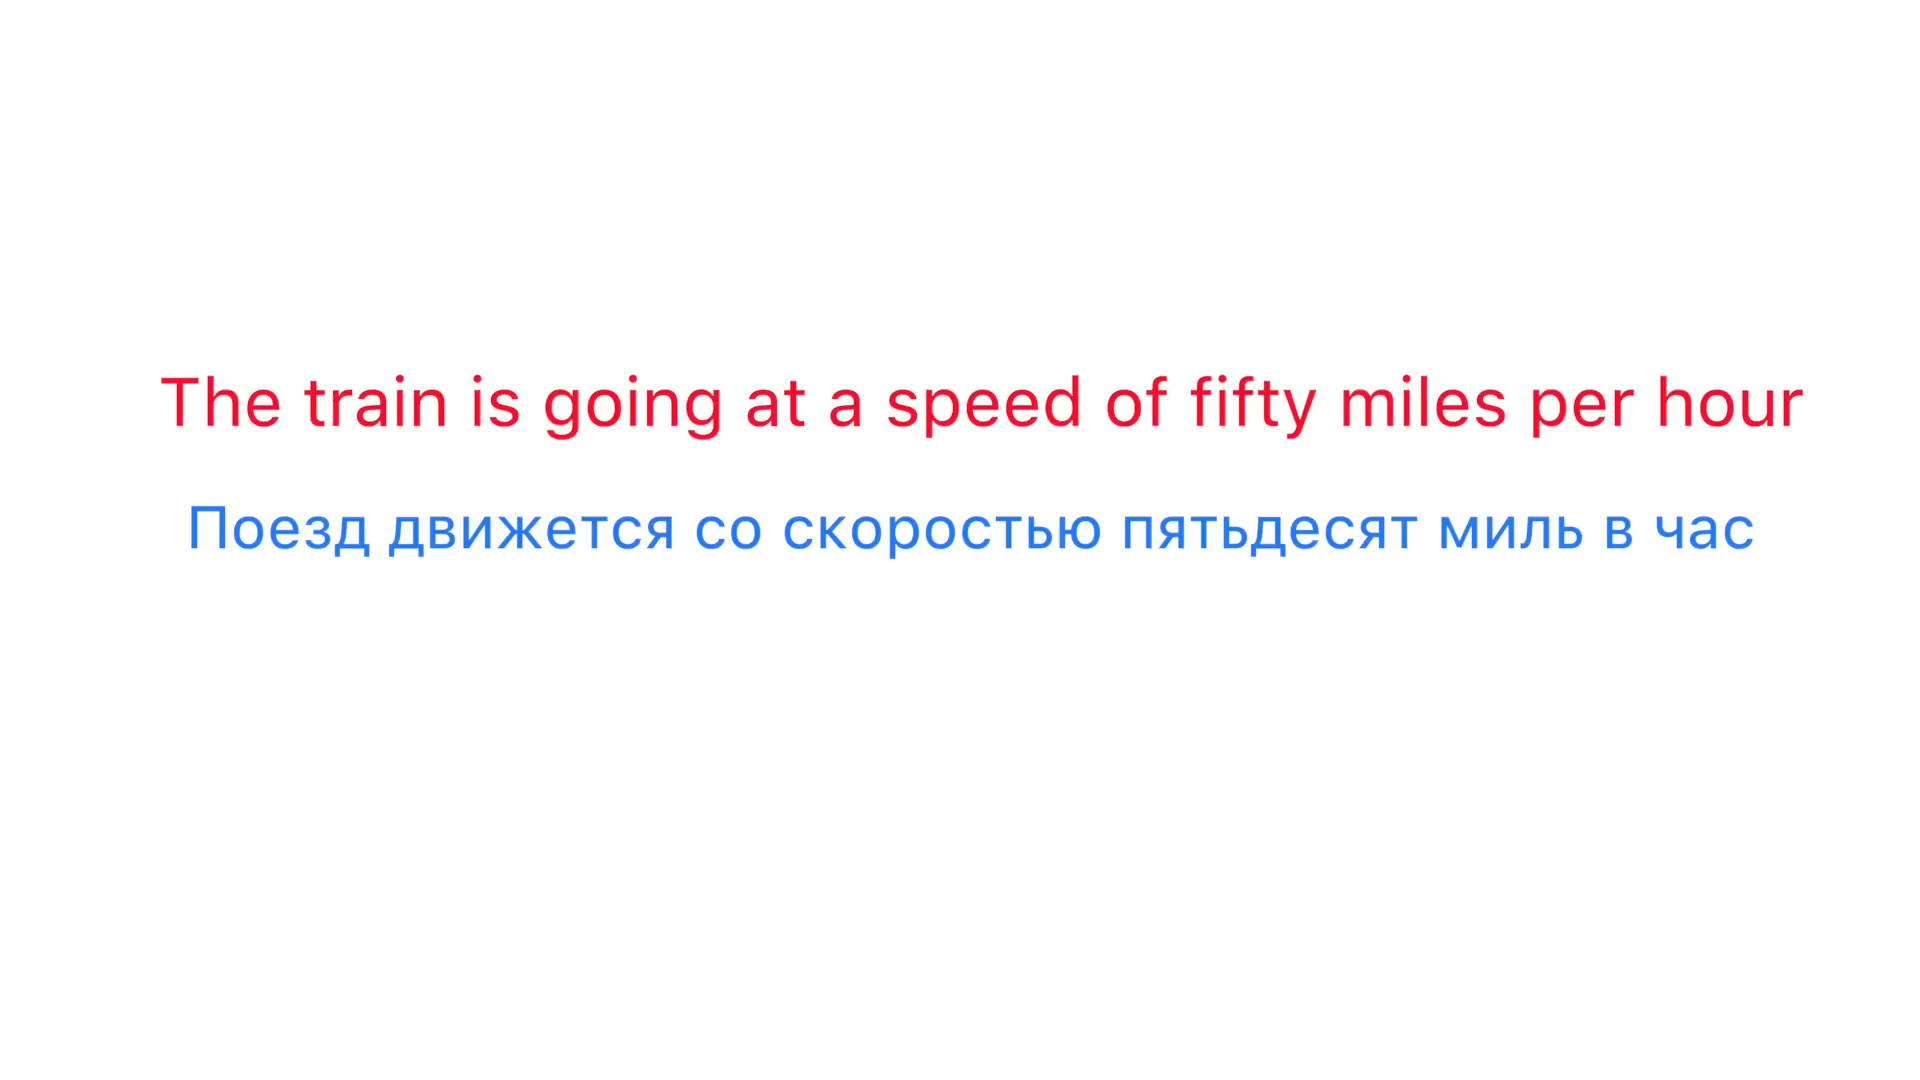 The train is going at a speed of fifty miles per hour
Поезд движется со скоростью пятьдесят миль в час